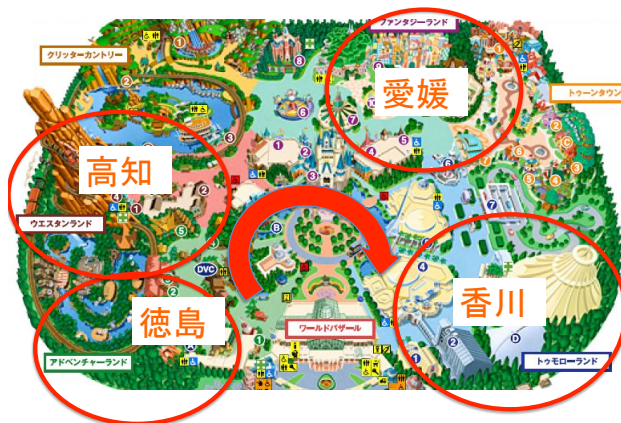 ファンタジーランド
クリッターカントリー
愛媛
トゥーンタウン
高知
ウエスタンランド
DVC
B
C
香川
徳島
ワールドバザール
アドベンチャーランド
D
トゥモローランド